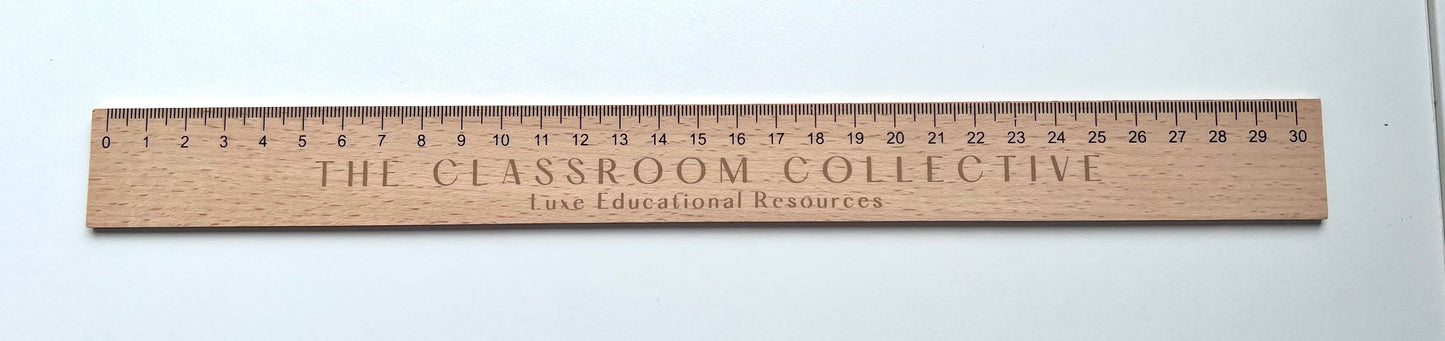 0 1 2 3 4 5 6 7 8 9 10 11 12 13 14 15 16 17 18 19 20 21 22 23 24 25 26 27 28 29 30
THE CLASSROOM COLLECTIVE
Luxe Educational Resources